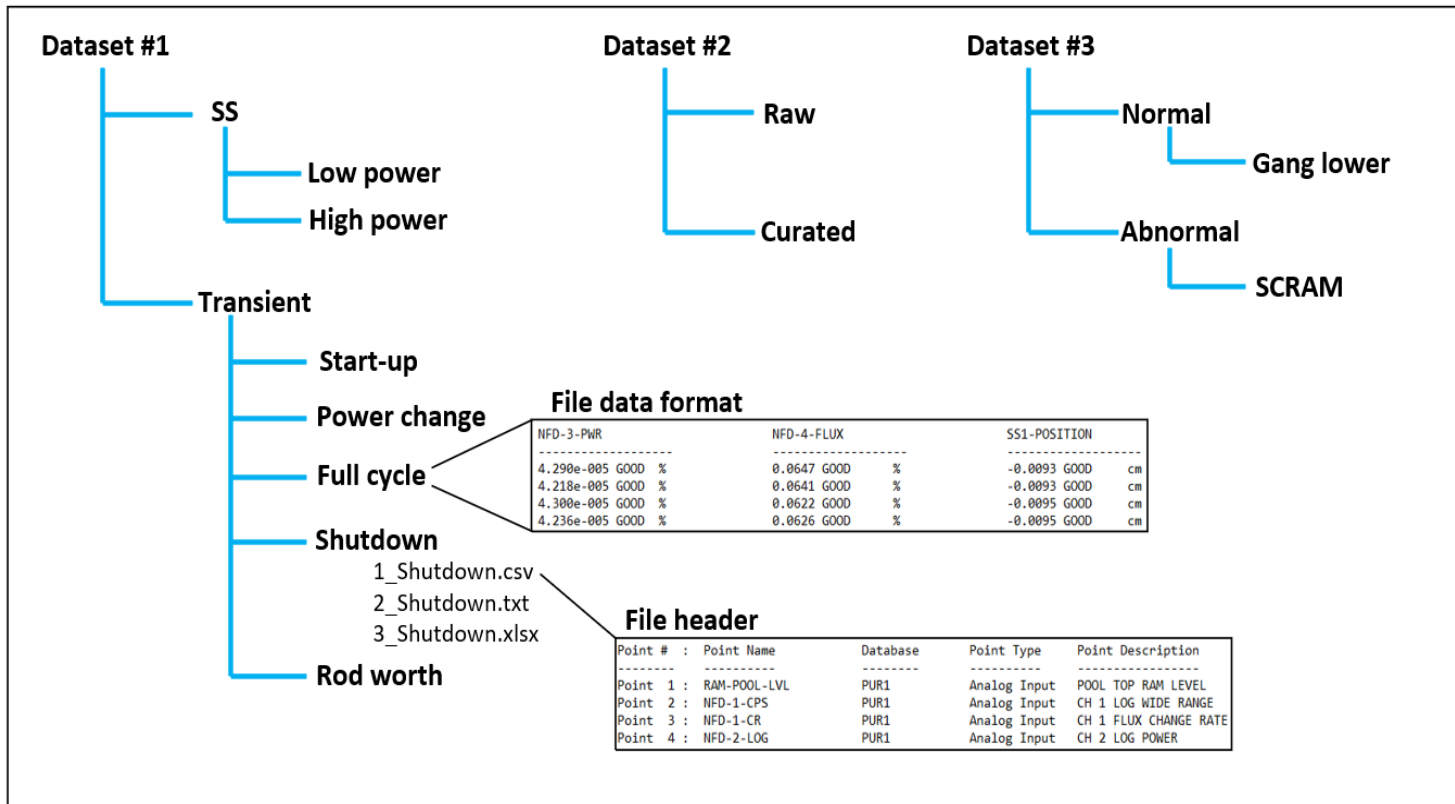 Dataset #1
SS
Low power
High power
Transient
Start-up
Power change
Full cycle
Shutdown
1_Shutdown.csv
2_Shutdown.txt
3_Shutdown.xlsx
Rod worth
Dataset #2
Raw
Curated
Dataset #3
Normal
Gang lower
Abnormal
SCRAM
File data format
NFD-3-PWR NFD-4-FLUX SS1-POSITION
------------------ ------------------ ------------------
4.290e-005 GOOD % 0.0647 GOOD % -0.0093 GOOD cm
4.218e-005 GOOD % 0.0641 GOOD % -0.0093 GOOD cm
4.300e-005 GOOD % 0.0622 GOOD % -0.0095 GOOD cm
4.236e-005 GOOD % 0.0626 GOOD % -0.0095 GOOD cm
File header
Point # : Point Name Database Point Type Point Description
-------- ---------- -------- ---------- -----------------
Point 1 : RAM-POOL-LVL PUR1 Analog Input POOL TOP RAM LEVEL
Point 2 : NFD-1-CPS PUR1 Analog Input CH 1 LOG WIDE RANGE
Point 3 : NFD-1-CR PUR1 Analog Input CH 1 FLUX CHANGE RATE
Point 4 : NFD-2-LOG PUR1 Analog Input CH 2 LOG POWER